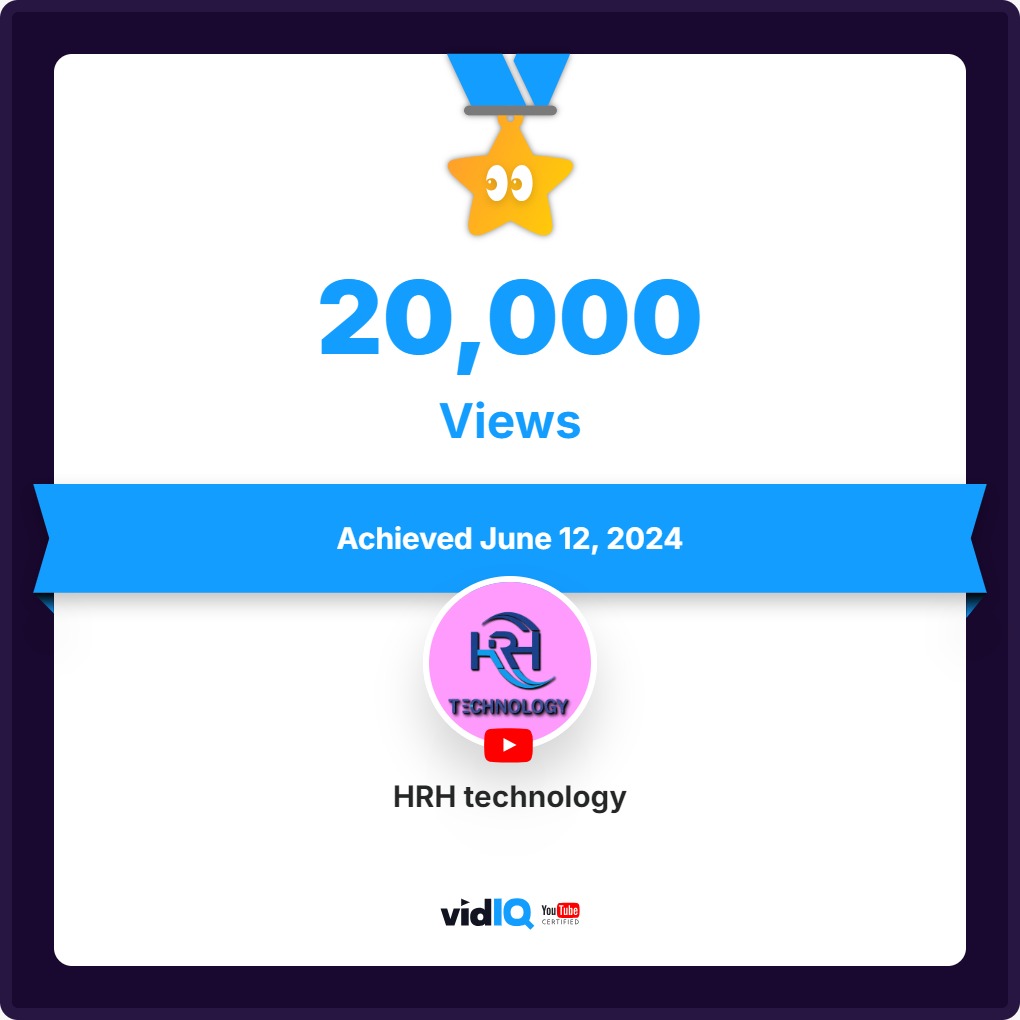 20,000
Views
Achieved June 12, 2024
HRH
TECHNOLOGY
HRH technology
vidIQ YouTube
CERTIFIED